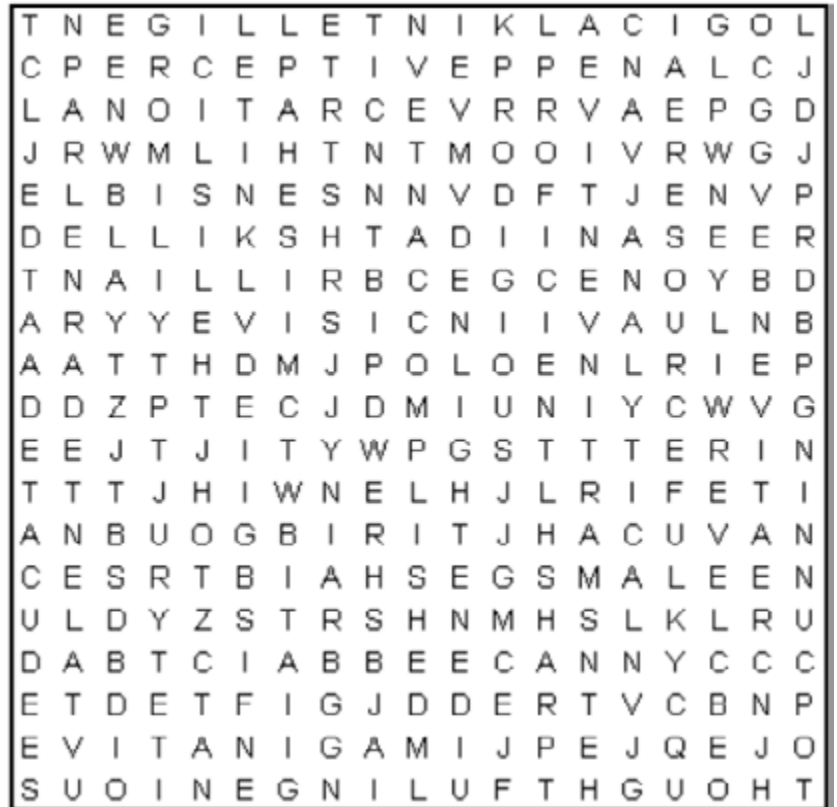 T N E G I L L E T N I K L A C I G O L
C P E R C E P T I V E P P E N A L C J
L A N O I T A R C E V R R V A E P G D
J R W M L I H T N T M O O I V R W G J
E L B I S N E S N N V D F T J E N V P
D E L L I K S H T A D I I N A S E E R
T N A I L L I R B C E G C E N O Y B D
A R Y Y E V I S I C N I I V A U L N B
A A T T H D M J P O L O E N L R I E P
D D Z P T E C J D M I U N I Y C W V G
E E J T J I T Y W P G S T T T E R I N
T T T J H I W N E L H J L R I F E T I
A N B U O G B I R I T J H A C U V A N
C E S R T B I A H S E G S M A L E E N
U L D Y Z S T R S H N M H S L K L R U
D A B T C I A B B E E C A N N Y C C C
E T D E T F I G J D D E R T V C B N P
E V I T A N I G A M I J P E J Q E J O
S U O I N E G N I L U F T H G U O H T